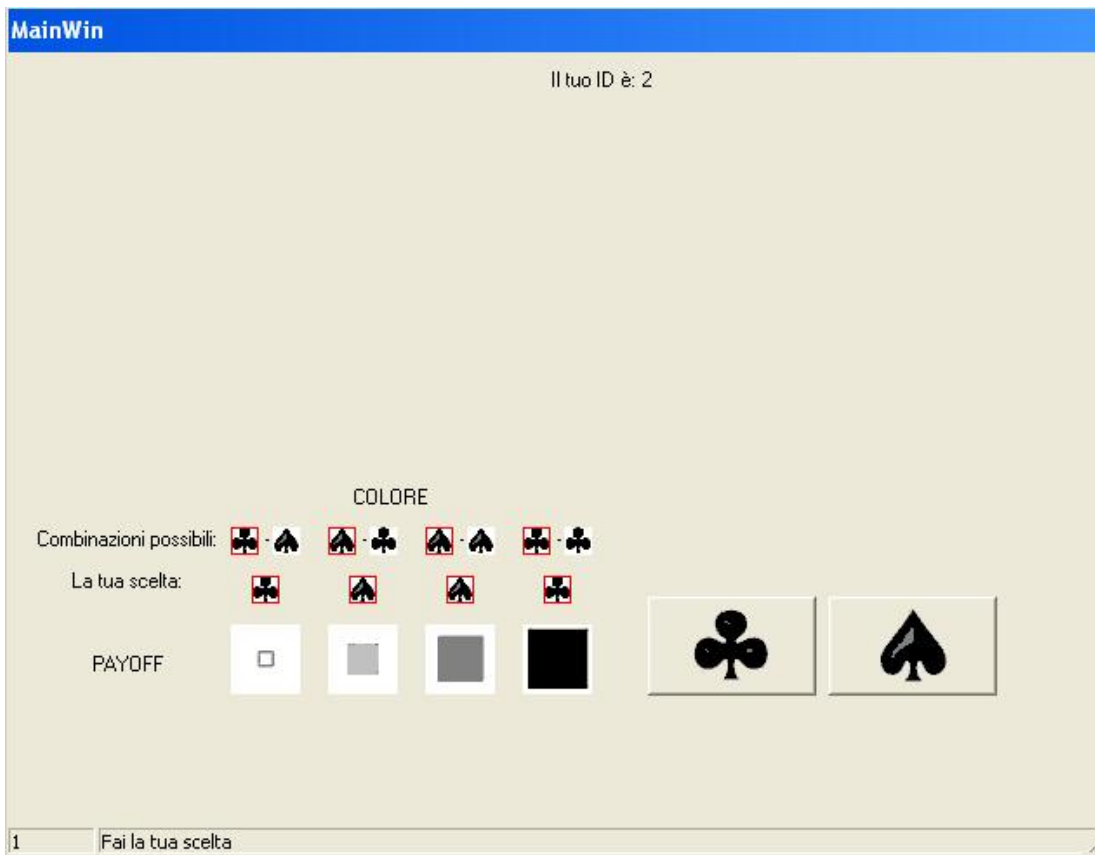 MainWin
Il tuo ID è: 2
COLORE
Combinazioni possibili:
La tua scelta:
PAYOFF
1
Fai la tua scelta